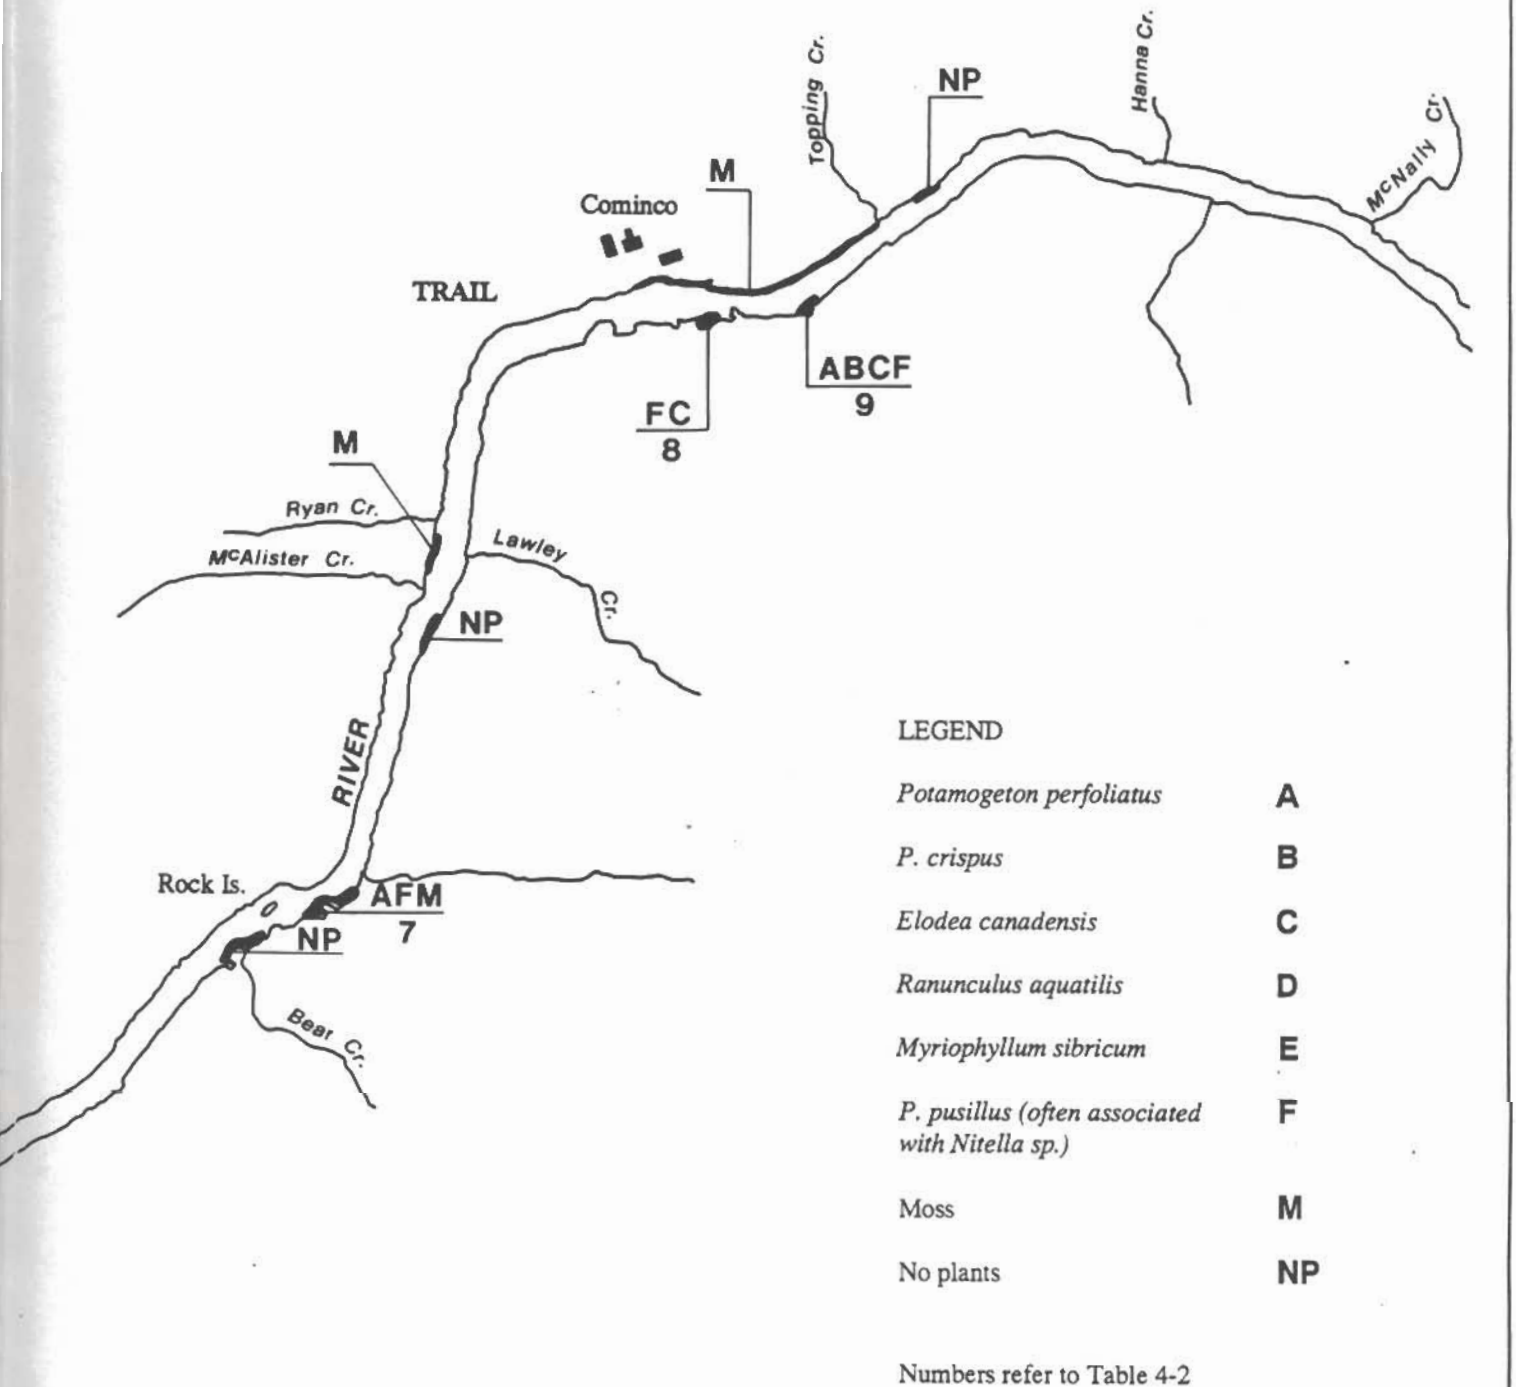 Topping Cr.
NP
Hanna Cr.
McNally Cr.
M
Cominco
TRAIL
ABCF
9
FC
8
M
Ryan Cr.
McAlister Cr.
Lawley Cr.
NP
RIVER
Rock Is.
AFM
7
NP
Bear Cr.
LEGEND
Potamogeton perfoliatus A
P. crispus B
Elodea canadensis C
Ranunculus aquatilis D
Myriophyllum sibricum E
P. pusillus (often associated F
with Nitella sp.)
Moss M
No plants NP
Numbers refer to Table 4-2